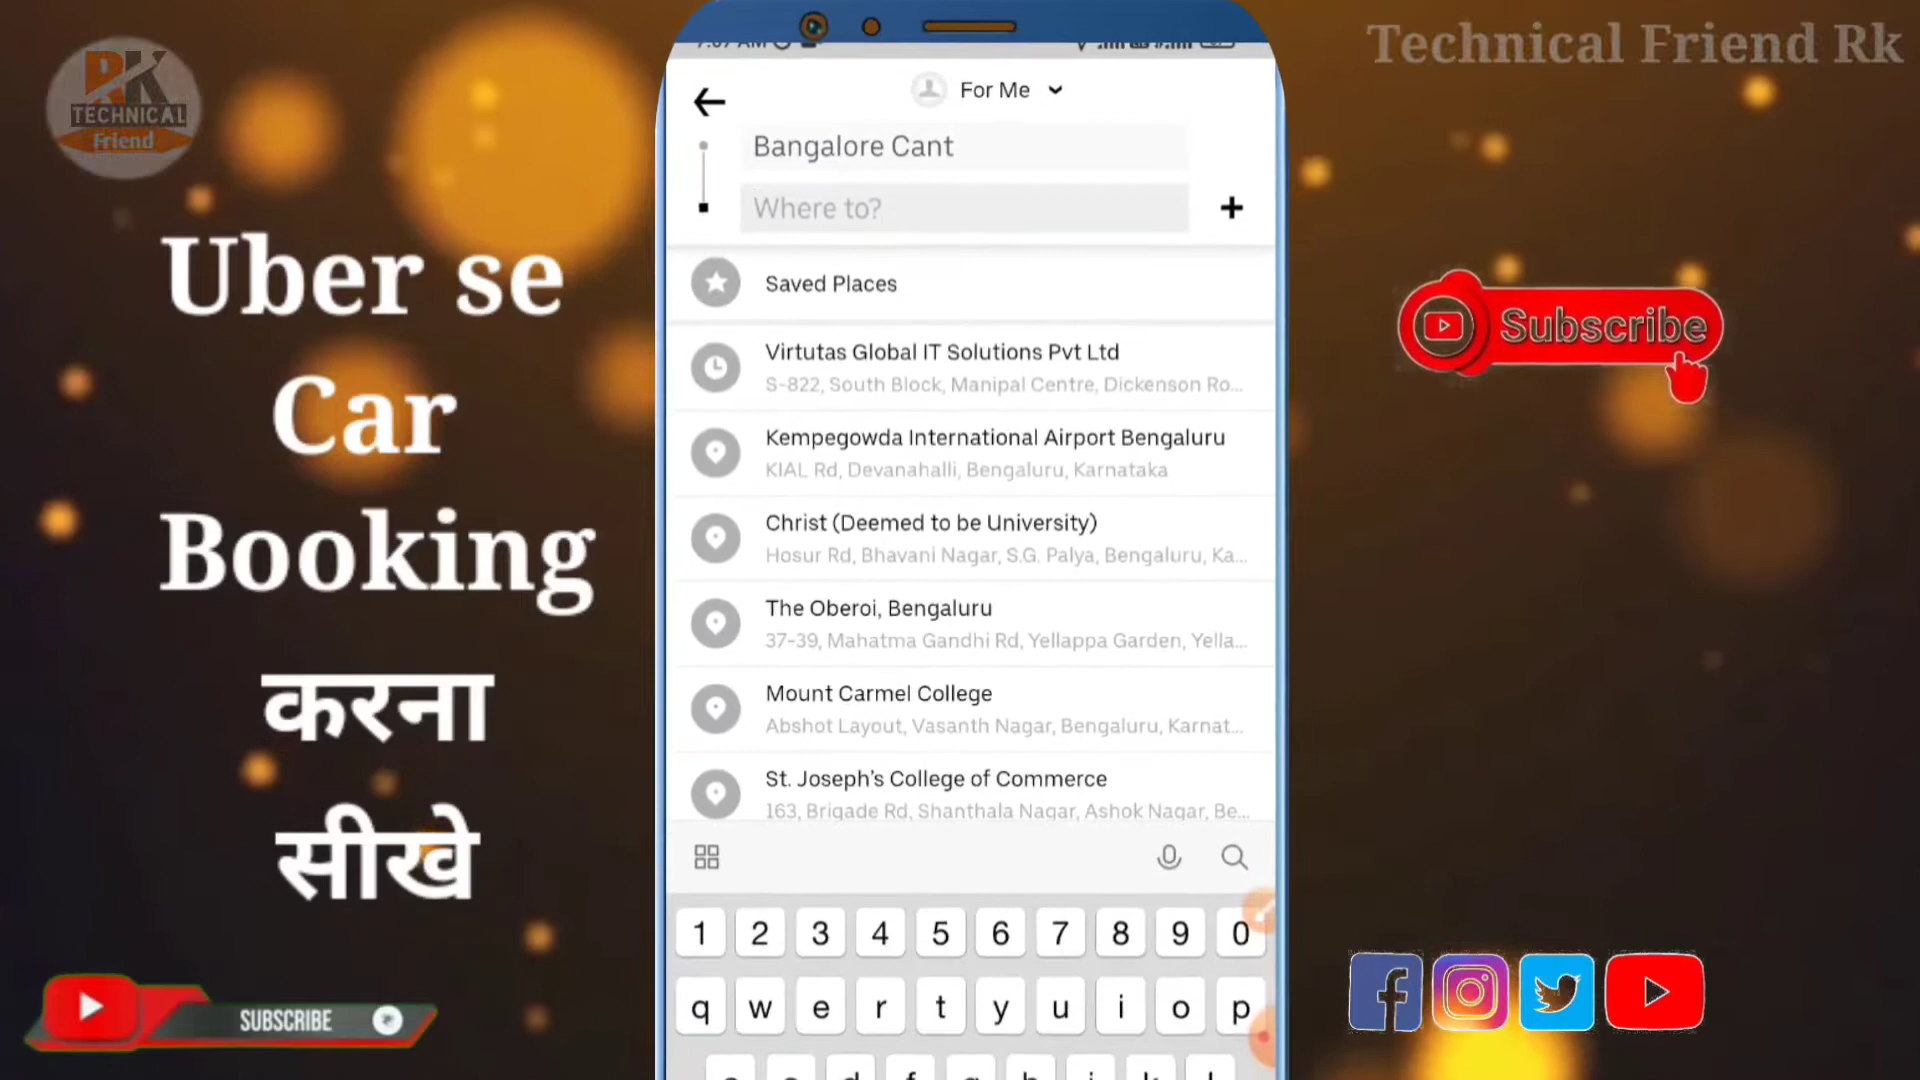 RK
TECHNICAL
Friend
Uber se
Car
Booking
करना
सीखे
SUBSCRIBE
For Me
Bangalore Cant
Where to?
Saved Places
Virtutas Global IT Solutions Pvt Ltd
S-822, South Block, Manipal Centre, Dickenson Ro...
Kempegowda International Airport Bengaluru
KIAL Rd, Devanahalli, Bengaluru, Karnataka
Christ (Deemed to be University)
Hosur Rd, Bhavani Nagar, S.G. Palya, Bengaluru, Ka...
The Oberoi, Bengaluru
37-39, Mahatma Gandhi Rd, Yellappa Garden, Yella...
Mount Carmel College
Abshot Layout, Vasanth Nagar, Bengaluru, Karnat...
St. Joseph's College of Commerce
163, Brigade Rd, Shanthala Nagar, Ashok Nagar, Be...
1 2 3 4 5 6 7 8 9 0
q w e r t y u i o p
Technical Friend Rk
Subscribe